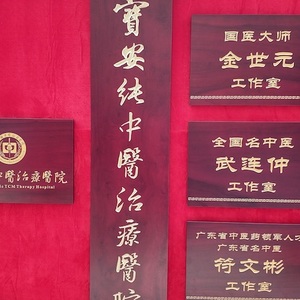 寶安純中醫治療醫院
中醫治療醫院
TCM Therapy Hospital
国医大师
金世元
工作室
全国名中医
武连仲
工作室
广东省中医药领军人才
广东省名中医
符文彬
工作室